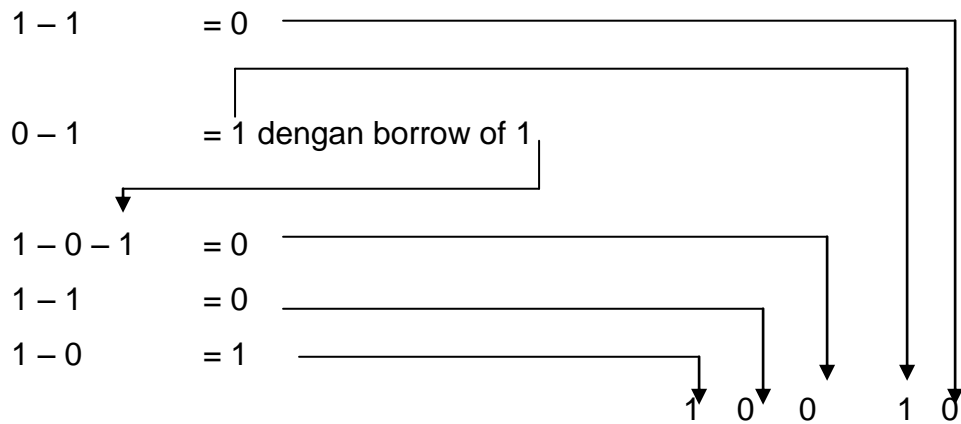 1 – 1 = 0
0 – 1 = 1 dengan borrow of 1
1 – 0 – 1 = 0
1 – 1 = 0
1 – 0 = 1
1 0 0 1 0